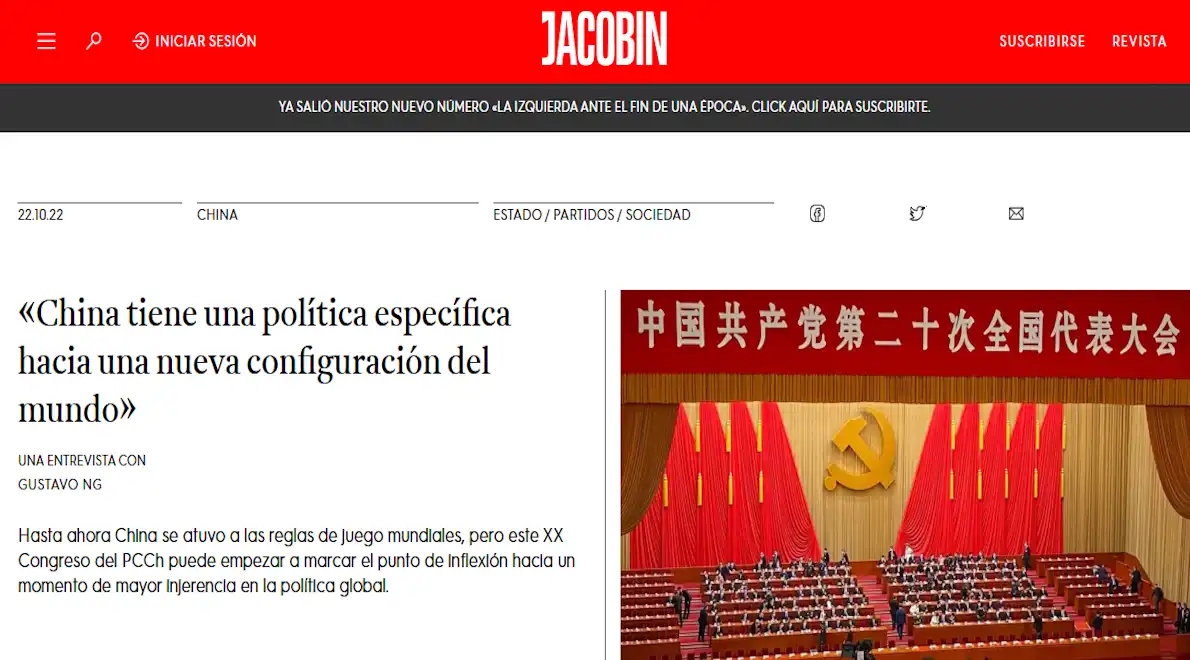 INICIAR SESIÓN
JACOBIN
SUSCRIBIRSE
REVISTA
YA SALIÓ NUESTRO NUEVO NÚMERO «LA IZQUIERDA ANTE EL FIN DE UNA ÉPOCA». CLICK AQUÍ PARA SUSCRIBIRTE.
22.10.22
CHINA
ESTADO / PARTIDOS / SOCIEDAD
«China tiene una política específica
hacia una nueva configuración del
mundo»
UNA ENTREVISTA CON
GUSTAVO NG
Hasta ahora China se atuvo a las reglas de juego mundiales, pero este XX
Congreso del PCCh puede empezar a marcar el punto de inflexión hacia un
momento de mayor injerencia en la política global.
中国共产党第二十次全国代表大会